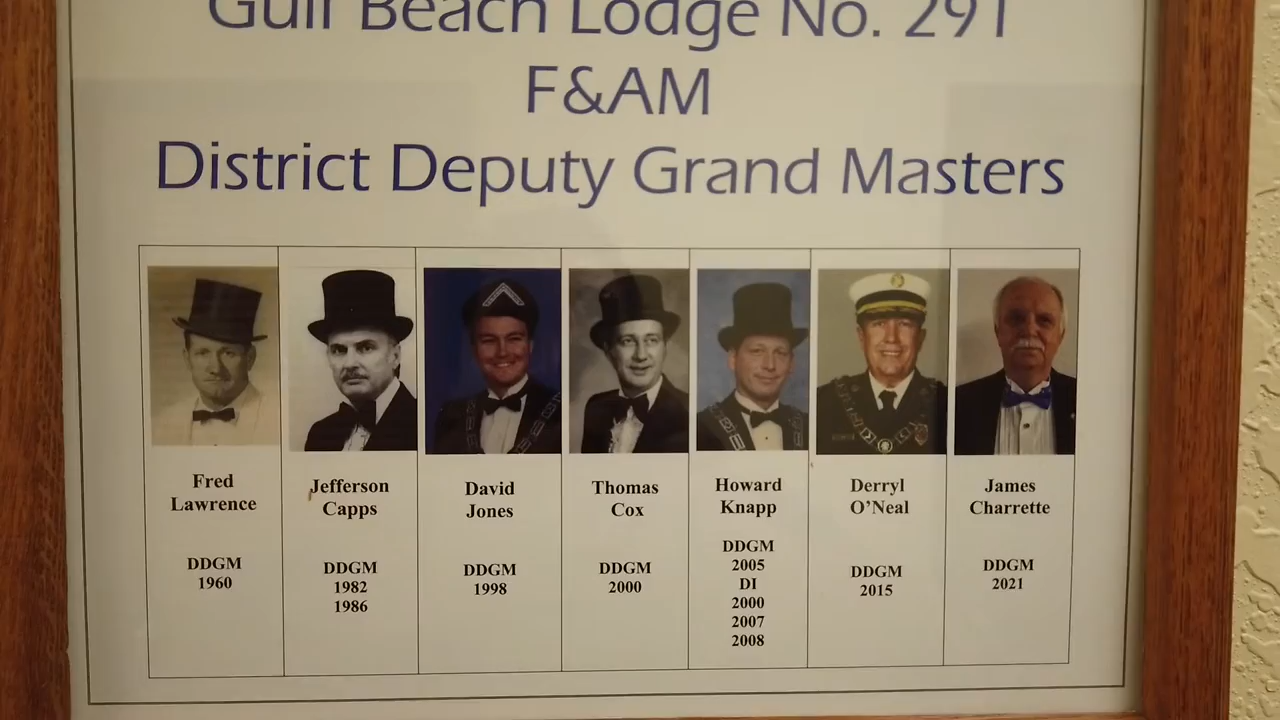 Gulf Beach Lodge No. 291
F&AM
District Deputy Grand Masters
Fred
Lawrence
DDGM
1960
Jefferson
Capps
DDGM
1982
1986
David
Jones
DDGM
1998
Thomas
Cox
DDGM
2000
Howard
Knapp
DDGM
2005
DI
2000
2007
2008
Derryl
O'Neal
DDGM
2015
James
Charrette
DDGM
2021